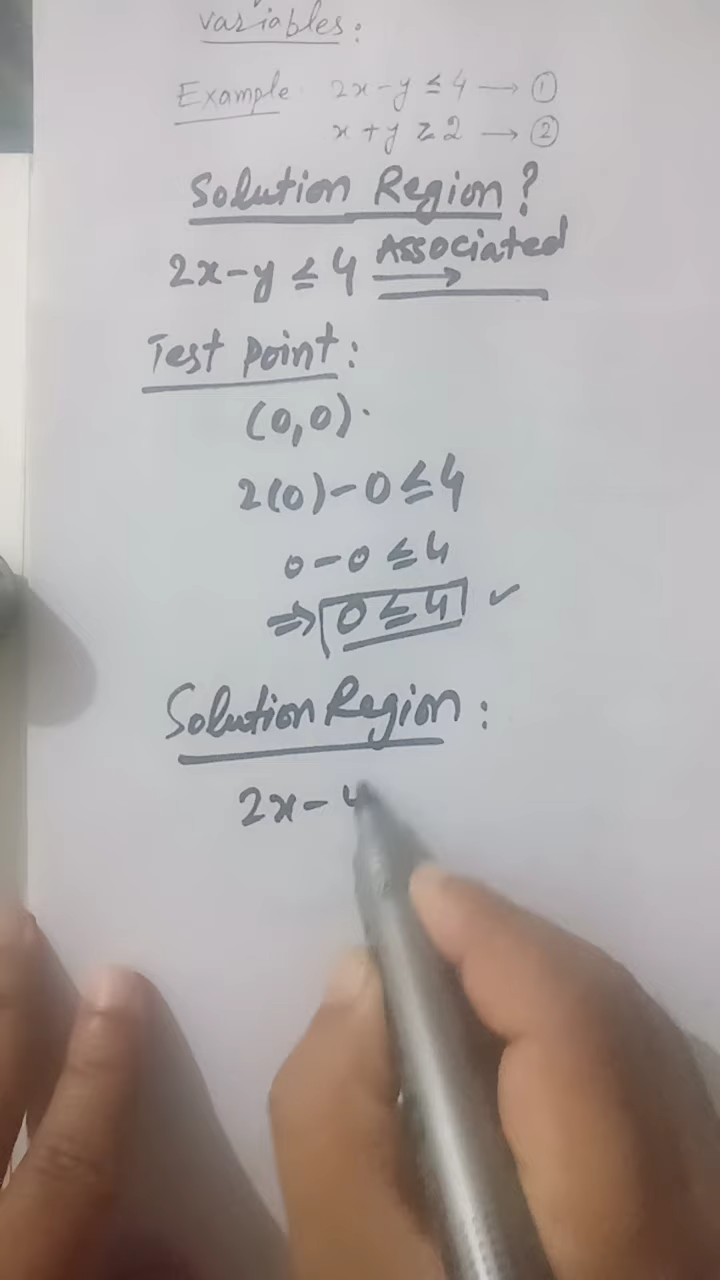 variables:
Example: 2x-y ≤ 4 → ①
x+y ≥ 2 → ②
Solution Region?
2x-y ≤ 4 Associated →
Test point:
(0,0).
2(0)-0 ≤ 4
0-0 ≤ 4
⇒ 0 ≤ 4 ✓
Solution Region:
2x-